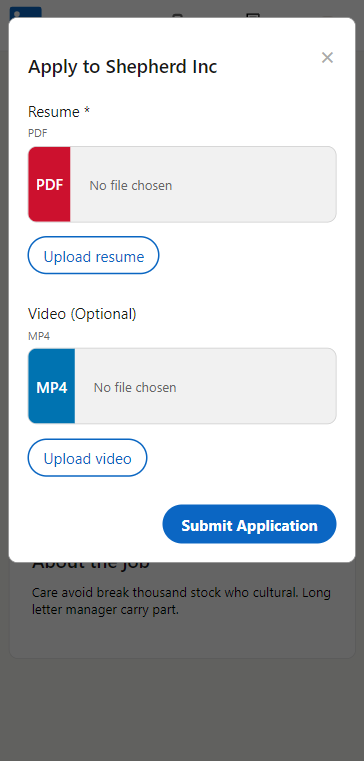 Apply to Shepherd Inc
×
Resume *
PDF
PDF
No file chosen
Upload resume
Video (Optional)
MP4
MP4
No file chosen
Upload video
Submit Application
About the job
Care avoid break thousand stock who cultural. Long
letter manager carry part.